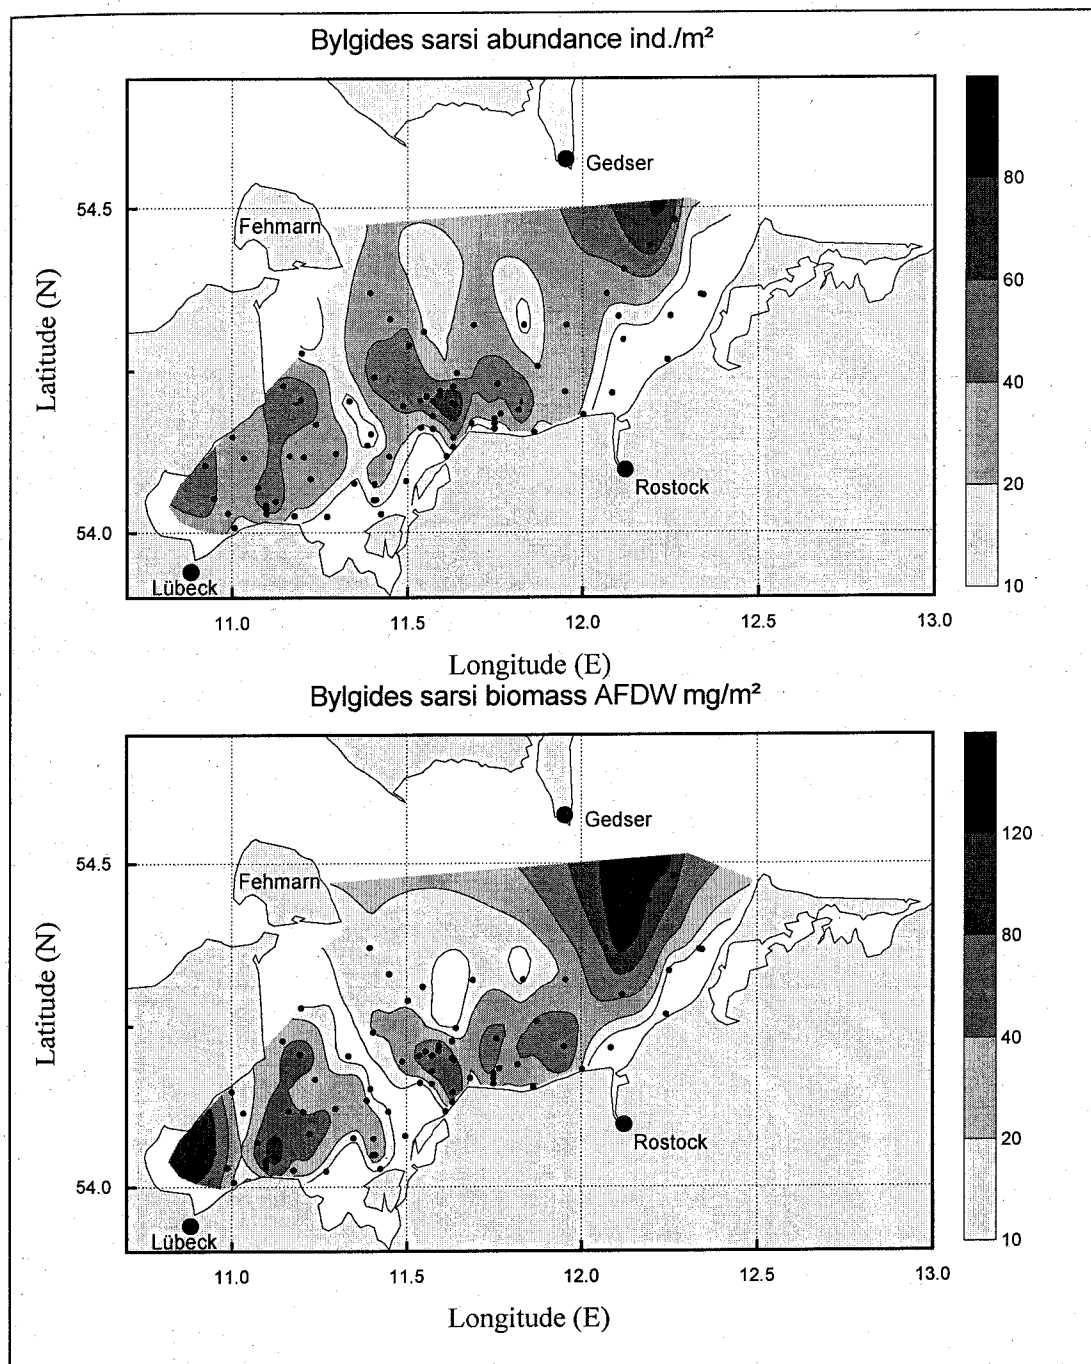 Bylgides sarsi abundance ind./m²
Gedser
80
54.5
Fehmarn
60
Latitude (N)
40
20
Rostock
54.0
Lübeck
10
11.0 11.5 12.0 12.5 13.0
Longitude (E)
Bylgides sarsi biomass AFDW mg/m²
Gedser
120
54.5
Fehmarn
80
Latitude (N)
40
20
Rostock
54.0
Lübeck
10
11.0 11.5 12.0 12.5 13.0
Longitude (E)